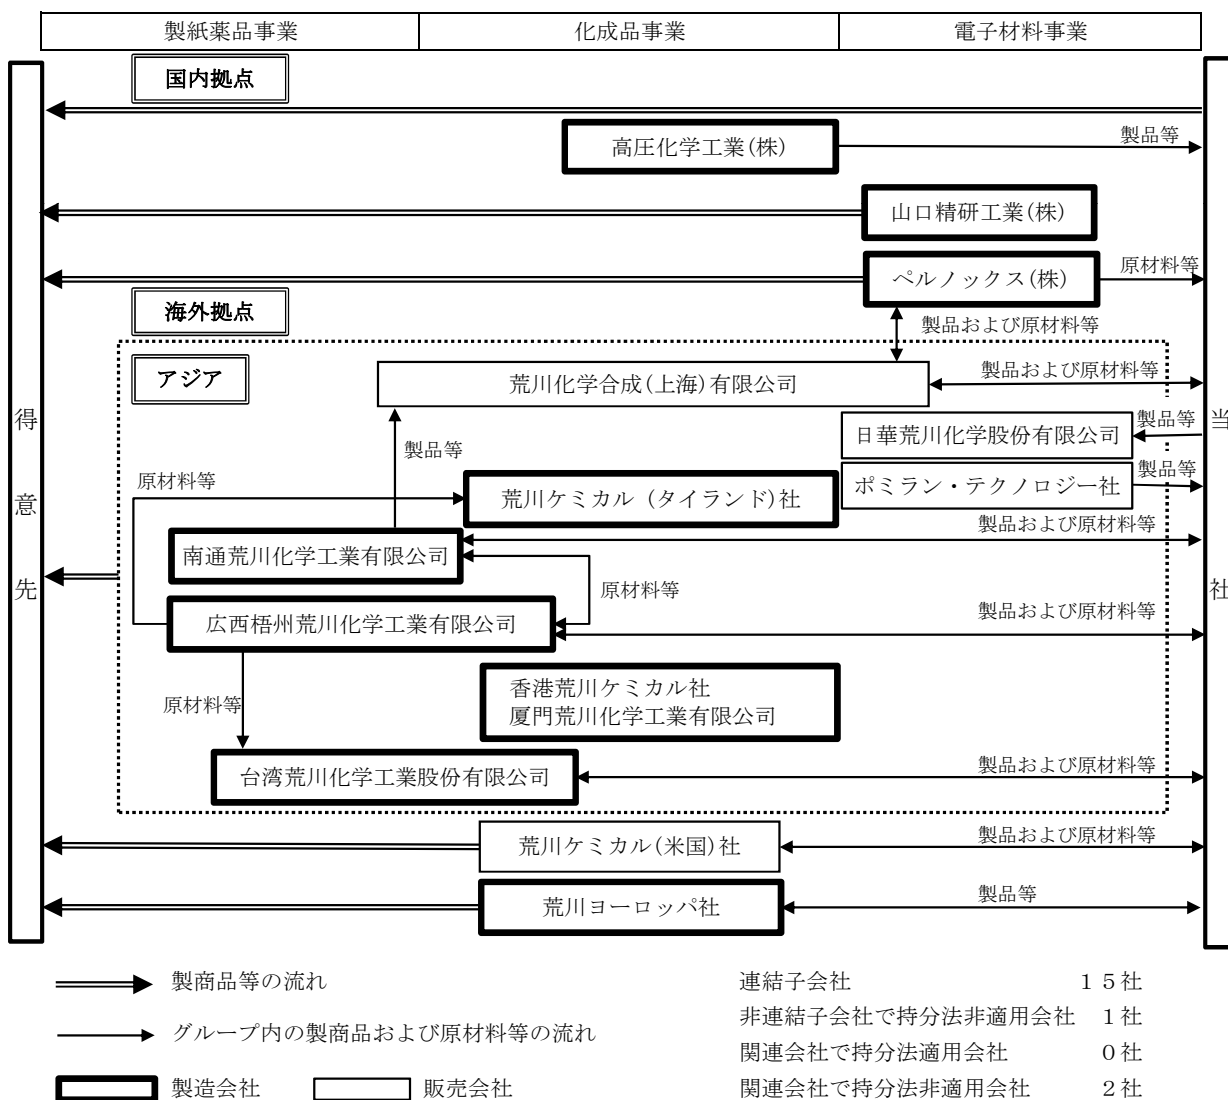 製紙薬品事業
化成品事業
電子材料事業
国内拠点
高圧化学工業(株)
製品等
山口精研工業(株)
ペルノックス(株)
原材料等
海外拠点
製品および原材料等
アジア
荒川化学合成(上海)有限公司
製品および原材料等
得意先
当社
製品等
日華荒川化学股份有限公司
製品等
原材料等
荒川ケミカル(タイランド)社
ポミラン・テクノロジー社
製品等
南通荒川化学工業有限公司
製品および原材料等
原材料等
広西梧州荒川化学工業有限公司
製品および原材料等
原材料等
香港荒川ケミカル社
厦門荒川化学工業有限公司
台湾荒川化学工業股份有限公司
製品および原材料等
荒川ケミカル(米国)社
製品および原材料等
荒川ヨーロッパ社
製品等
製商品等の流れ
グループ内の製商品および原材料等の流れ
製造会社
販売会社
連結子会社 15社
非連結子会社で持分法非適用会社 1社
関連会社で持分法適用会社 0社
関連会社で持分法非適用会社 2社